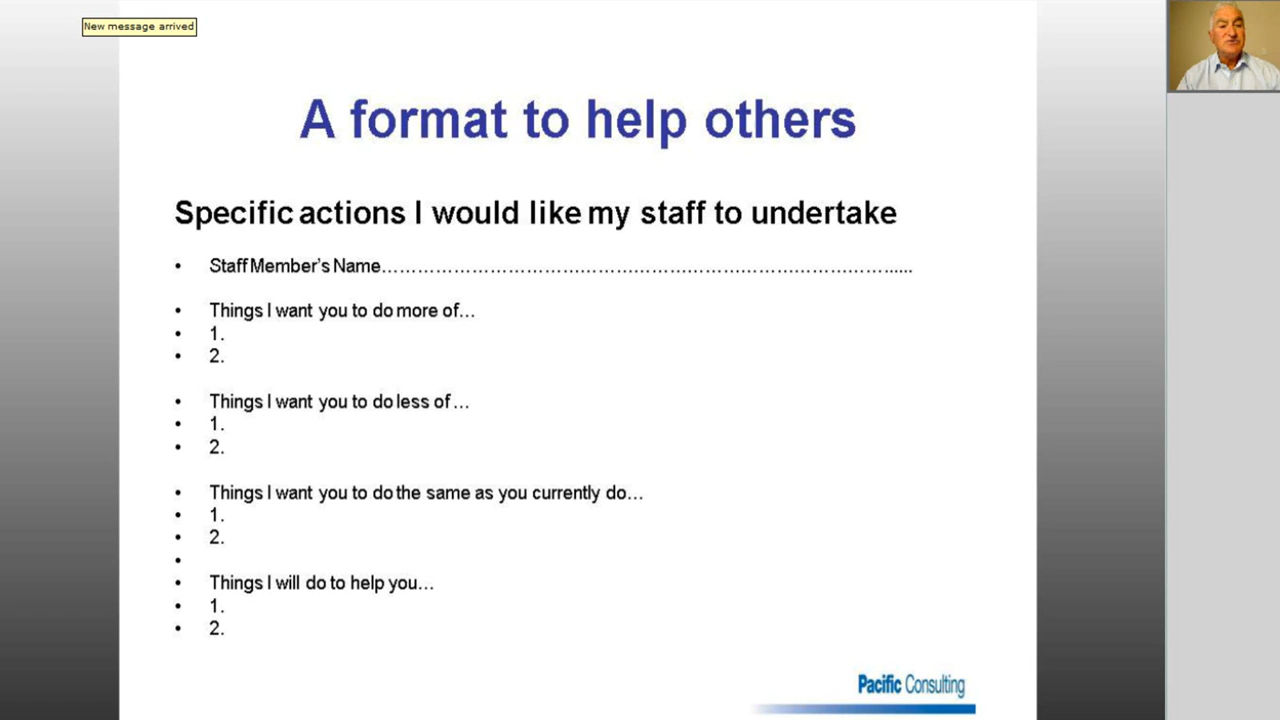 New message arrived
A format to help others
Specific actions I would like my staff to undertake
• Staff Member's Name………………………………………………………………………......
• Things I want you to do more of…
• 1.
• 2.
• Things I want you to do less of…
• 1.
• 2.
• Things I want you to do the same as you currently do…
• 1.
• 2.
•
• Things I will do to help you…
• 1.
• 2.
Pacific Consulting